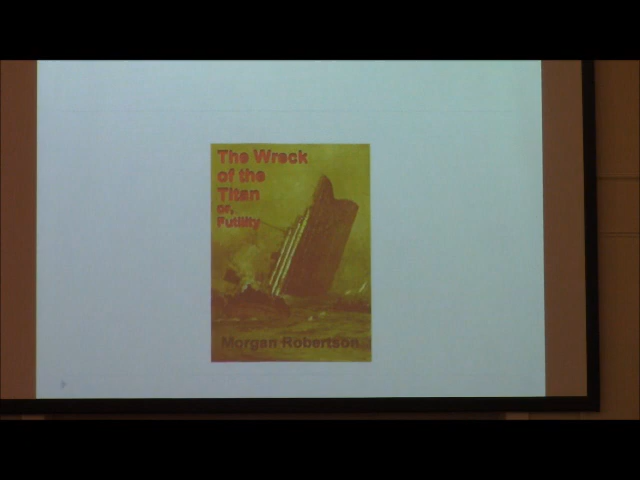 The Wreck
of the
Titan
or,
Futility
Morgan Robertson